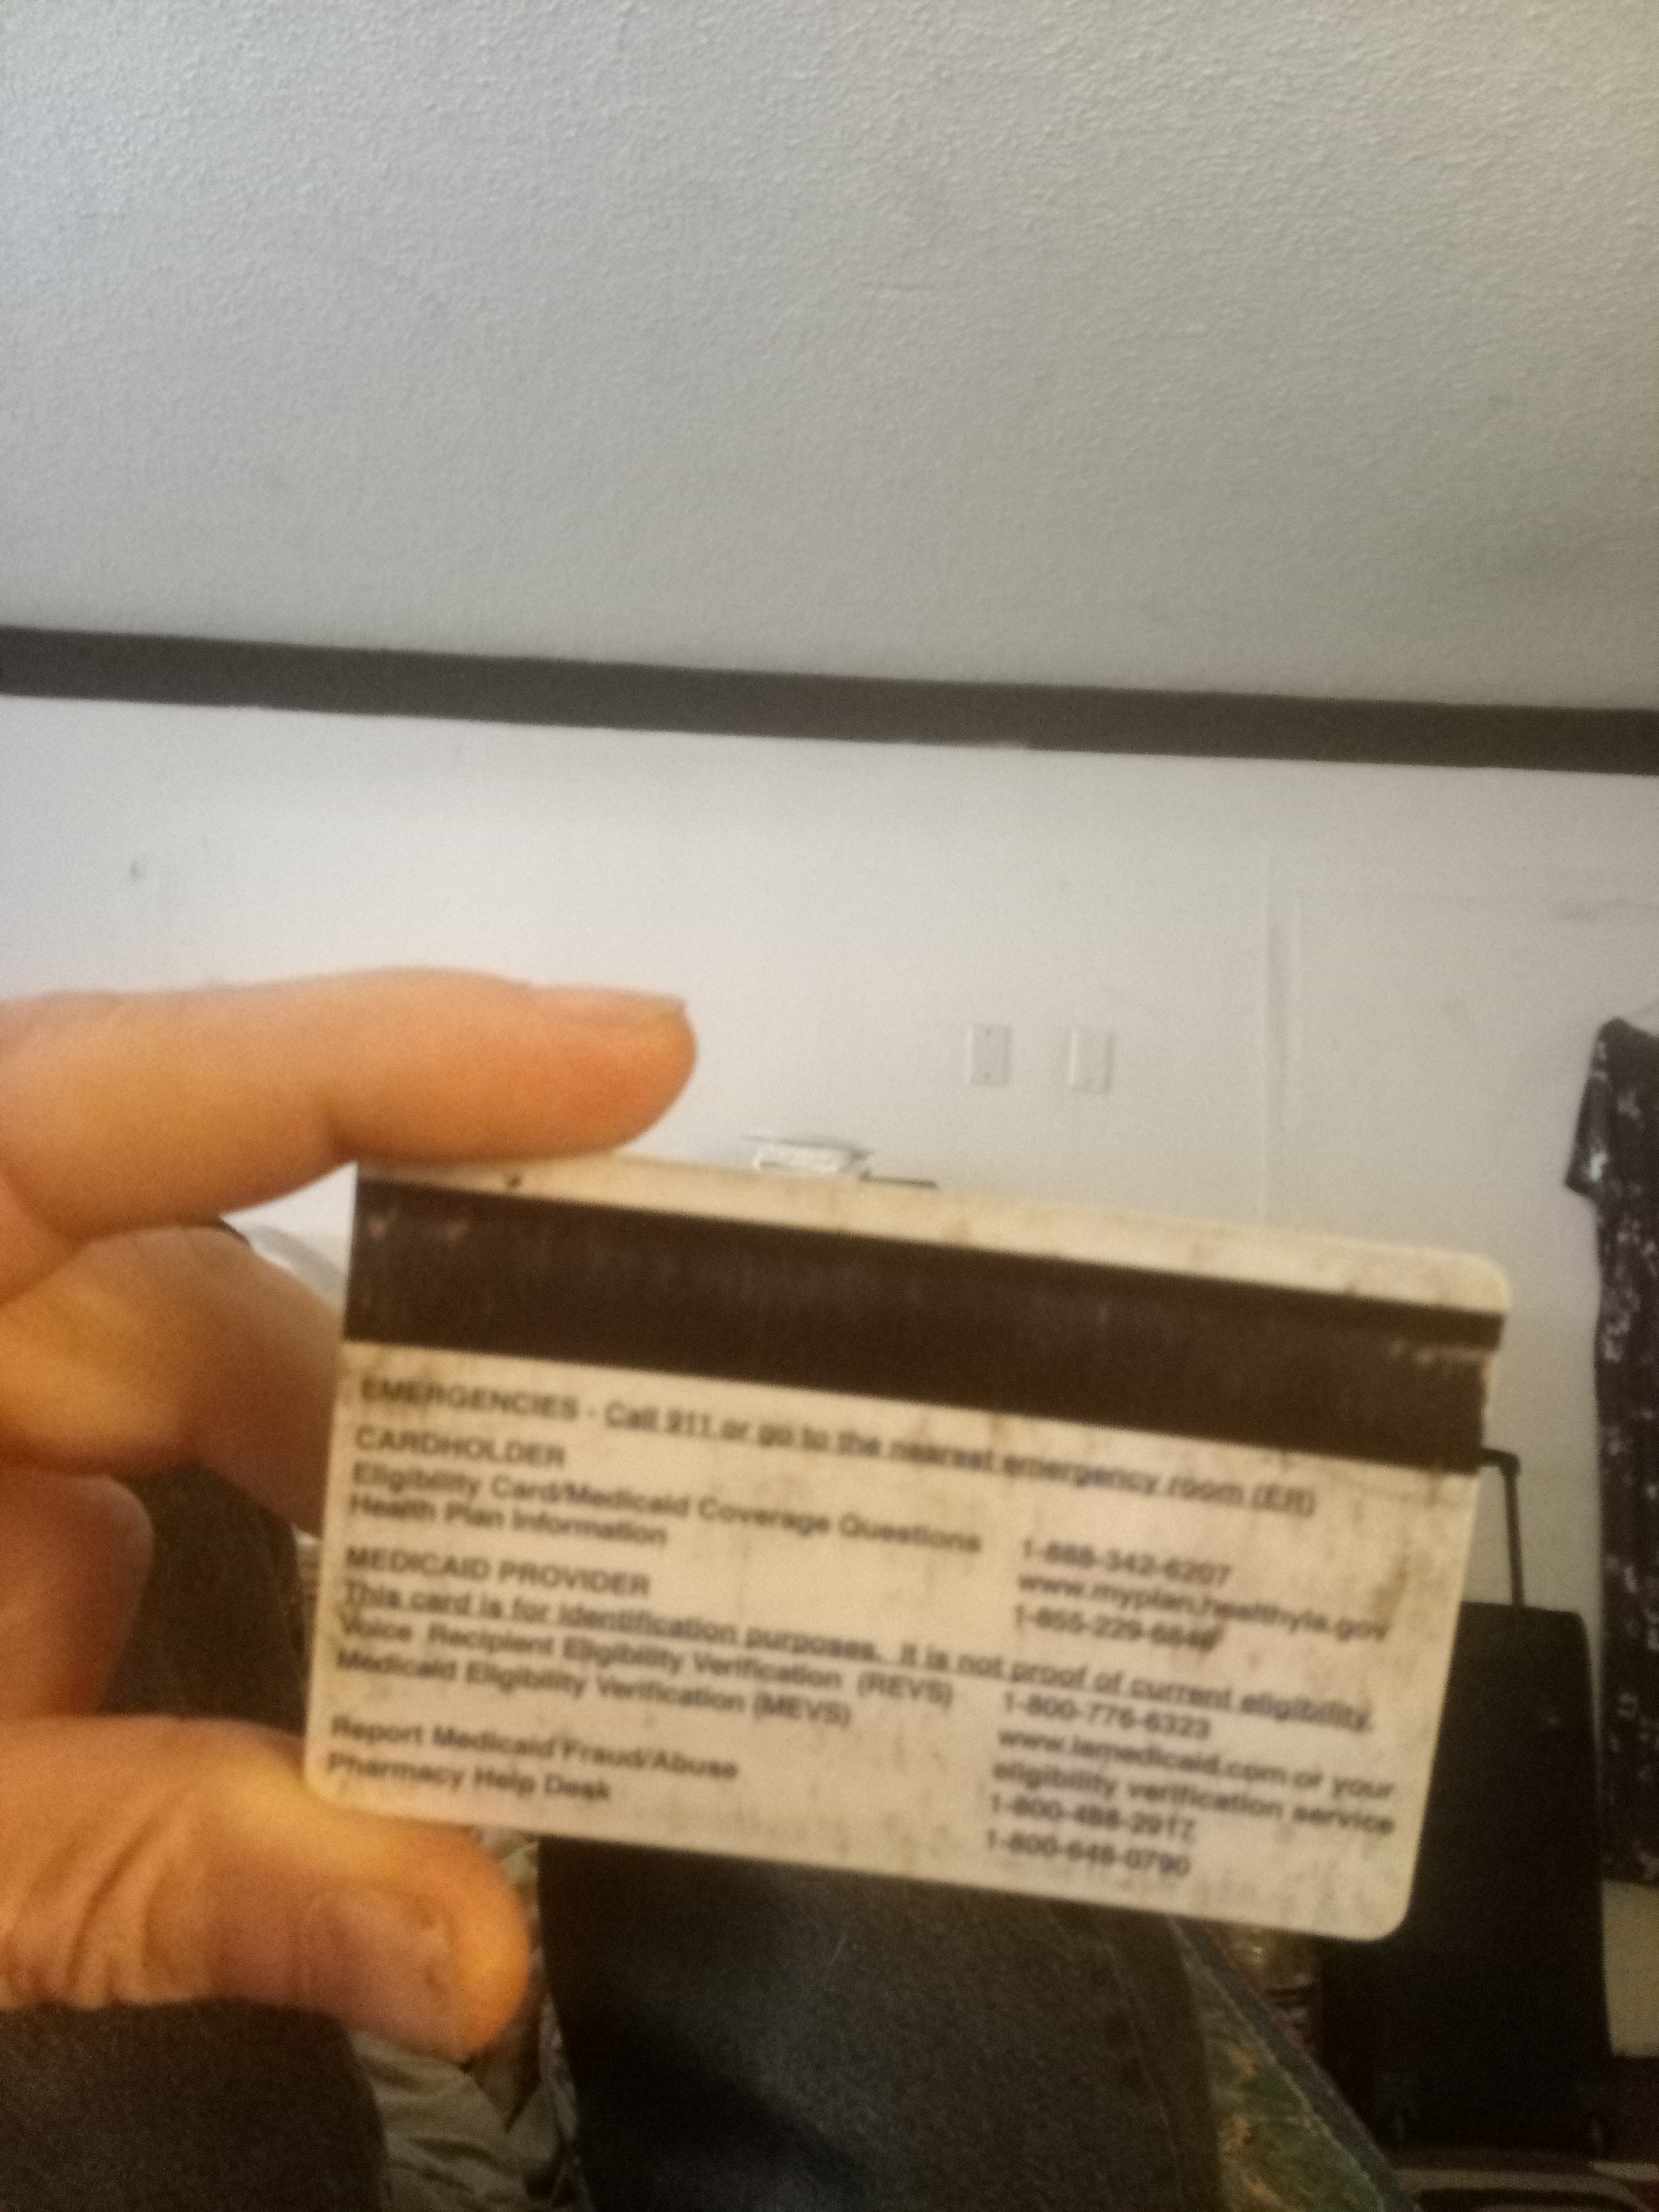 EMERGENCIES - Call 911 or go to the nearest emergency room (ER)
CARDHOLDER
Eligibility Card/Medicaid Coverage Questions 1-888-342-6207
Health Plan Information www.myplan.healthyla.gov
1-855-229-6848
MEDICAID PROVIDER
This card is for identification purposes. It is not proof of current eligibility.
Voice Recipient Eligibility Verification (REVS) 1-800-776-6323
Medicaid Eligibility Verification (MEVS) www.lamedicaid.com or your
eligibility verification service
Report Medicaid Fraud/Abuse 1-800-488-2917
Pharmacy Help Desk 1-800-648-0790